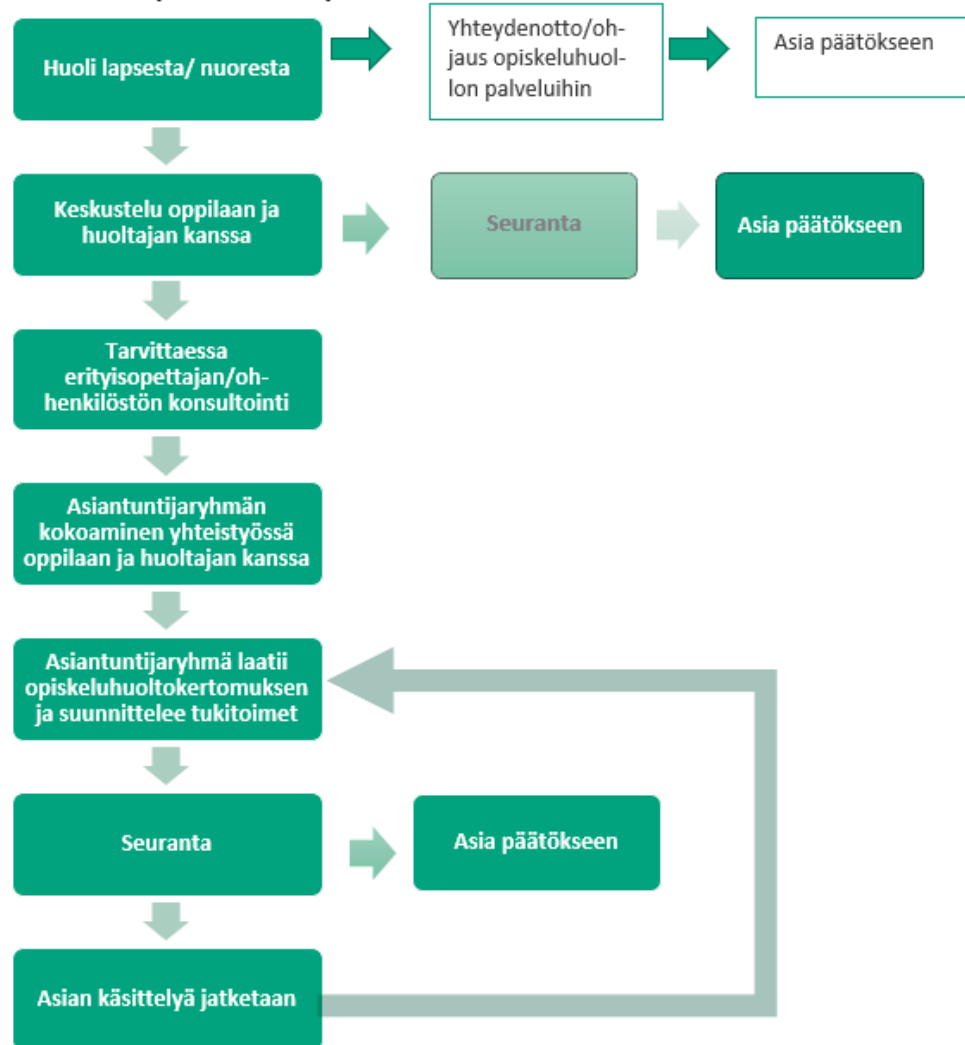 Huoli lapsesta/ nuoresta
Yhteydenotto/oh-
jaus opiskeluhuol-
lon palveluihin
Asia päätökseen
Keskustelu oppilaan ja
huoltajan kanssa
Seuranta
Asia päätökseen
Tarvittaessa
erityisopettajan/oh-
henkilöstön konsultointi
Asiantuntijaryhmän
kokoaminen yhteistyössä
oppilaan ja huoltajan kanssa
Asiantuntijaryhmä laatii
opiskeluhuoltokertomuksen
ja suunnittelee tukitoimet
Seuranta
Asia päätökseen
Asian käsittelyä jatketaan